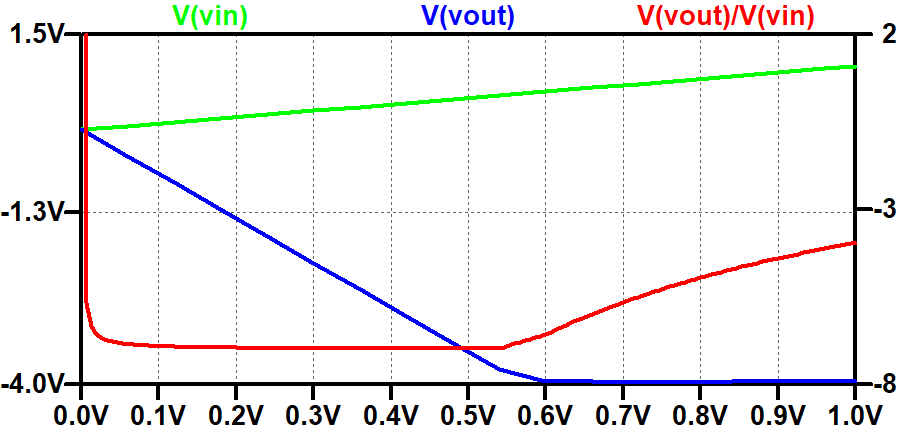 V(vin) V(vout) V(vout)/V(vin)
1.5V 2
-1.3V -3
-4.0V -8
0.0V 0.1V 0.2V 0.3V 0.4V 0.5V 0.6V 0.7V 0.8V 0.9V 1.0V